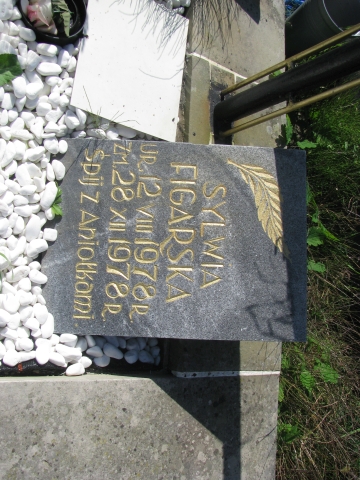 SYLWIA
FIGARSKA
UR. 12 VIII 1978 R.
ZM. 28 XII 1978 R.
ŚPIJ Z Aniołkami.